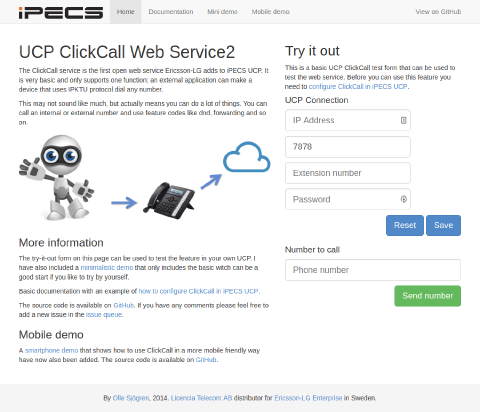 iPECS
Home
Documentation
Mini demo
Mobile demo
View on GitHub
UCP ClickCall Web Service2
The ClickCall service is the first open web service Ericsson-LG adds to iPECS UCP. It
is very basic and only supports one function; an external application can make a
device that uses IPKTU protocol dial any number.
This may not sound like much, but actually means you can do a lot of things. You can
call an internal or external number and use feature codes like dnd, forwarding and so
on.
More information
The try-it-out form on this page can be used to test the feature in your own UCP. I
have also included a minimalistic demo that only includes the basic witch can be a
good start if you like to try by yourself.
Basic documentation with an example of how to configure ClickCall in iPECS UCP.
The source code is available on GitHub. If you have any comments please feel free to
add a new issue in the issue queue.
Mobile demo
A smartphone demo that shows how to use ClickCall in a more mobile friendly way
have now also been added. The source code is available on GitHub.
Try it out
This is a basic UCP ClickCall test form that can be used to
test the web service. Before you can use this feature you
need to configure ClickCall in iPECS UCP.
UCP Connection
IP Address
7878
Extension number
Password
Reset
Save
Number to call
Phone number
Send number
By Olle Sjögren, 2014. Licencia Telecom AB distributor for Ericsson-LG Enterprise in Sweden.